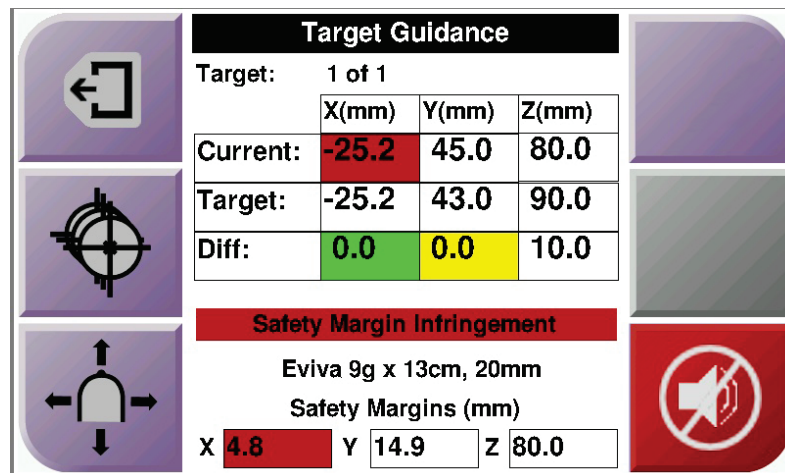 Target Guidance
Target: 1 of 1
X(mm) Y(mm) Z(mm)
Current: -25.2 45.0 80.0
Target: -25.2 43.0 90.0
Diff: 0.0 0.0 10.0
Safety Margin Infringement
Eviva 9g x 13cm, 20mm
Safety Margins (mm)
X 4.8 Y 14.9 Z 80.0